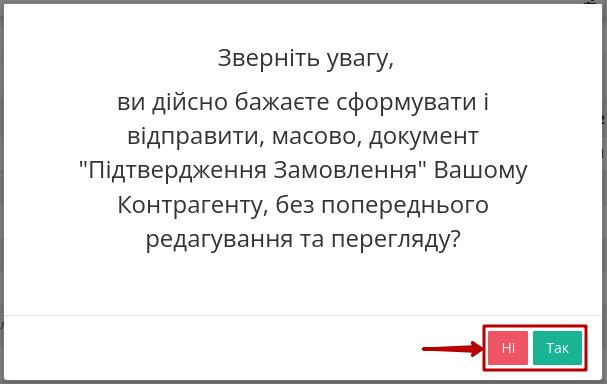 Зверніть увагу,
ви дійсно бажаєте сформувати і
відправити, масово, документ
"Підтвердження Замовлення" Вашому
Контрагенту, без попереднього
редагування та перегляду?
Ні Так